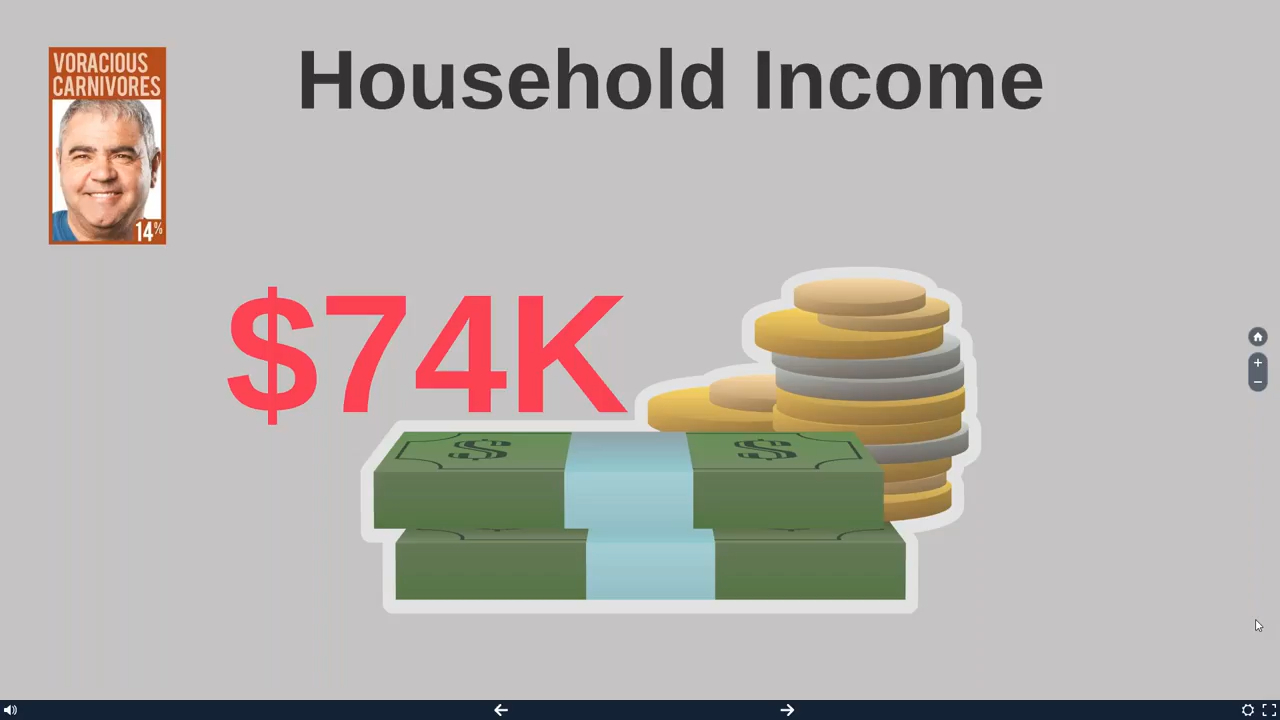 VORACIOUS
CARNIVORES
14%
Household Income
$74K
$ $